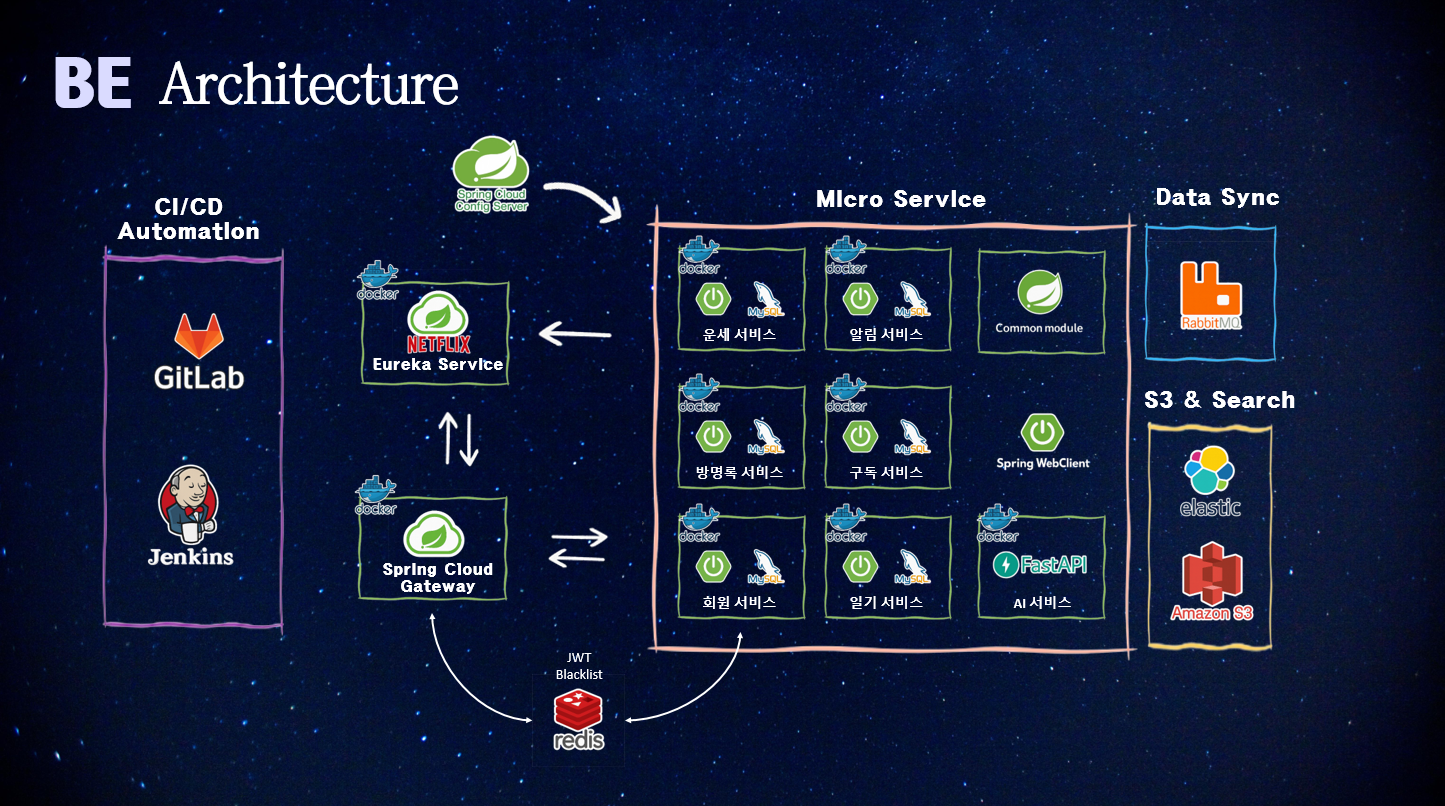 BE Architecture
Spring Cloud
Config Server
CI/CD
Automation
GitLab
Jenkins
docker
NETFLIX
Eureka Service
docker
Spring Cloud
Gateway
JWT
Blacklist
redis
Micro Service
docker
MySQL
운세 서비스
docker
MySQL
알림 서비스
Common module
docker
MySQL
방명록 서비스
docker
MySQL
구독 서비스
Spring WebClient
docker
MySQL
회원 서비스
docker
MySQL
일기 서비스
docker
FastAPI
AI 서비스
Data Sync
RabbitMQ
S3 & Search
elastic
Amazon S3